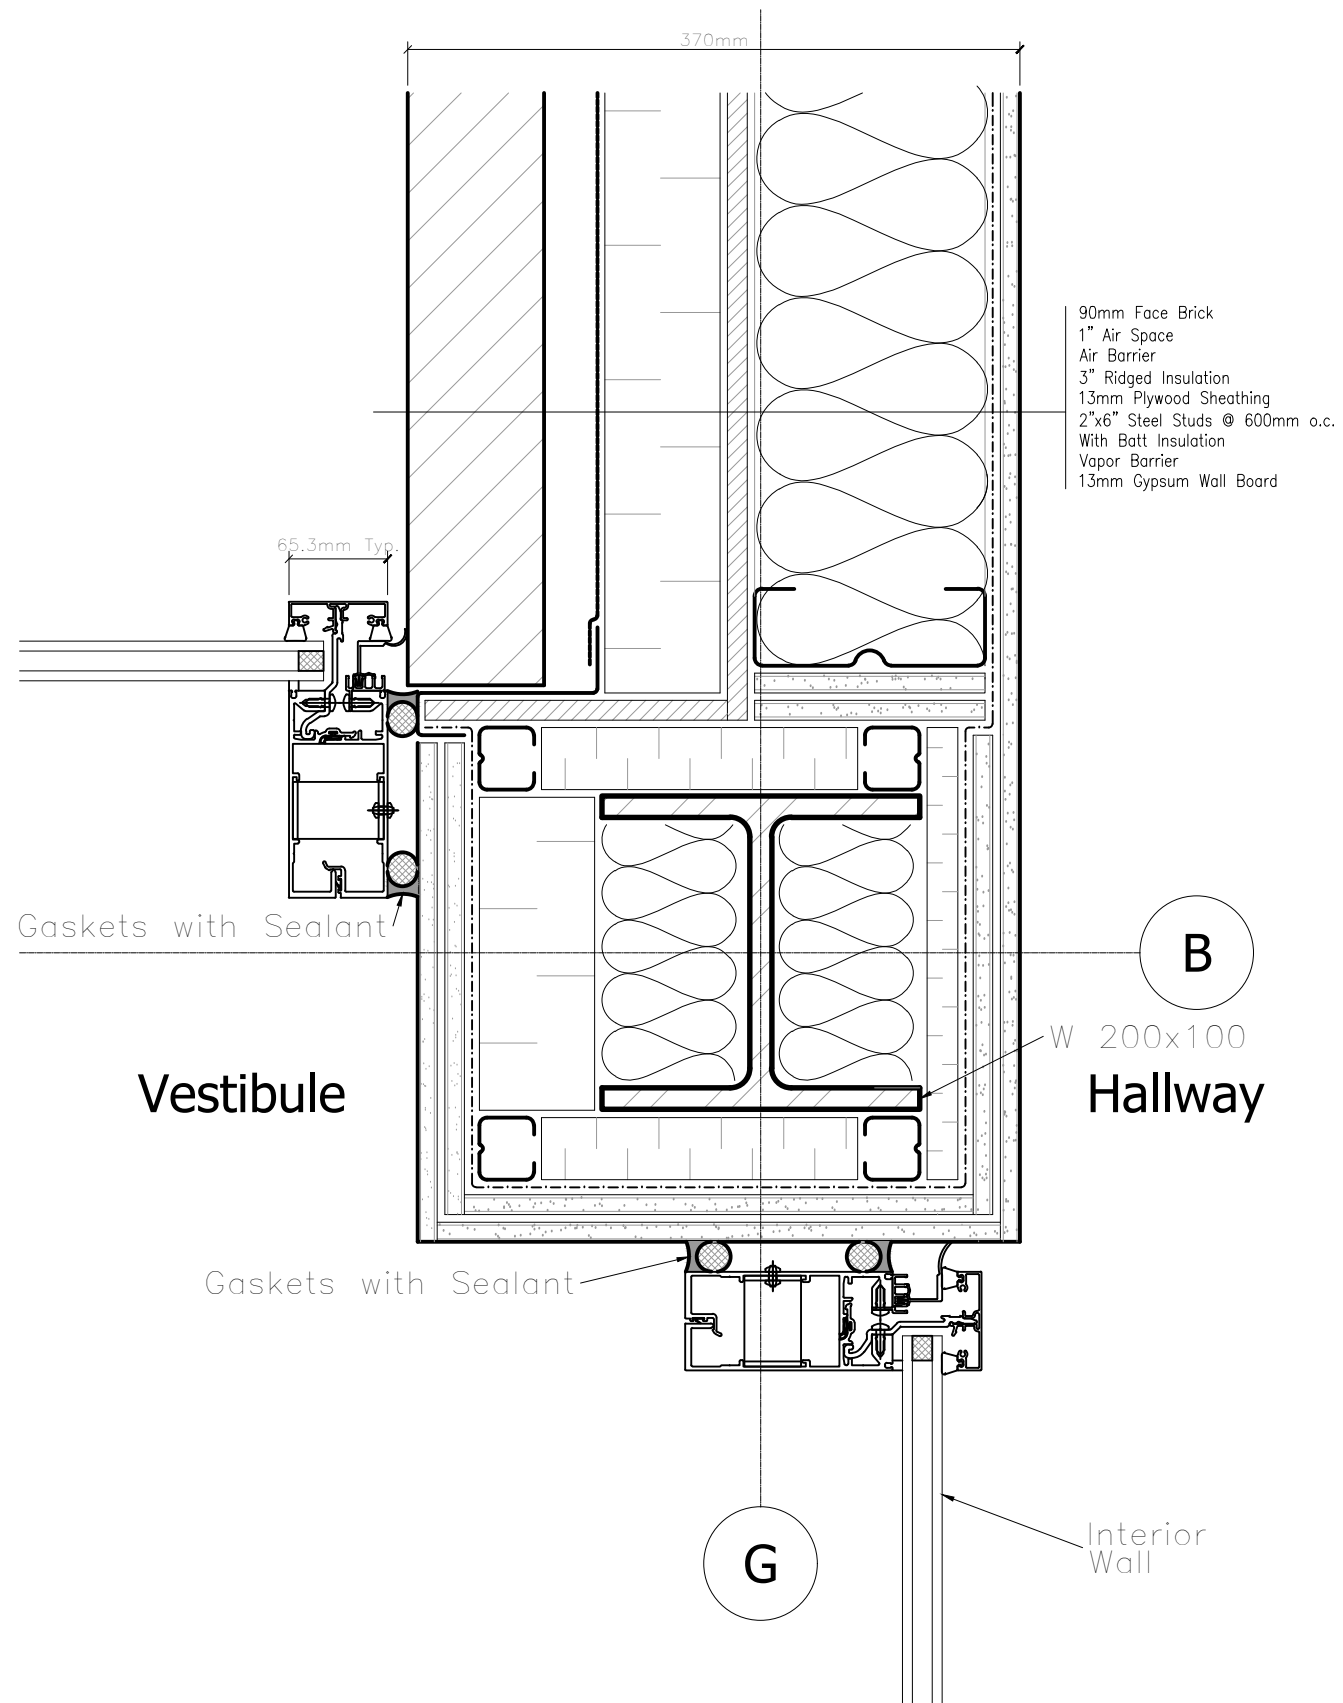 370mm
90mm Face Brick
1" Air Space
Air Barrier
3" Ridged Insulation
13mm Plywood Sheathing
2"x6" Steel Studs @ 600mm o.c.
With Batt Insulation
Vapor Barrier
13mm Gypsum Wall Board
65.3mm Typ.
Gaskets with Sealant
B
W 200x100
Vestibule
Hallway
Gaskets with Sealant
G
Interior
Wall